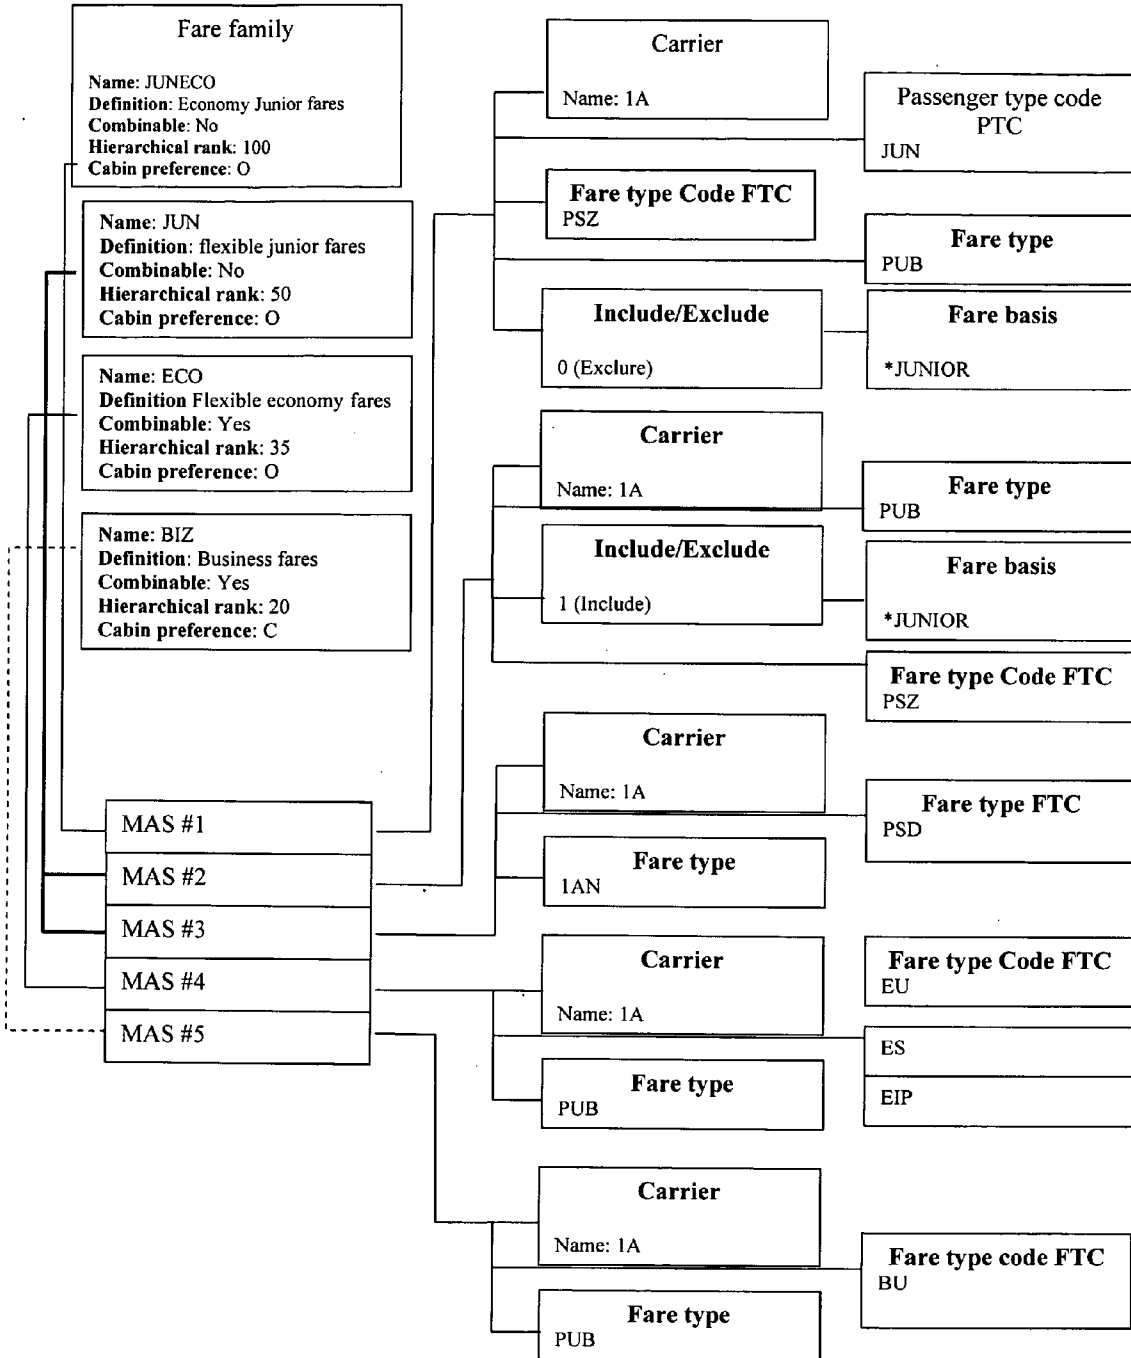 Fare family
Name: JUNECO
Definition: Economy Junior fares
Combinable: No
Hierarchical rank: 100
Cabin preference: O
Name: JUN
Definition: flexible junior fares
Combinable: No
Hierarchical rank: 50
Cabin preference: O
Name: ECO
Definition Flexible economy fares
Combinable: Yes
Hierarchical rank: 35
Cabin preference: O
Name: BIZ
Definition: Business fares
Combinable: Yes
Hierarchical rank: 20
Cabin preference: C
MAS #1
MAS #2
MAS #3
MAS #4
MAS #5
Carrier
Name: 1A
Passenger type code
PTC
JUN
Fare type Code FTC
PSZ
Fare type
PUB
Include/Exclude
0 (Exclure)
Fare basis
*JUNIOR
Carrier
Name: 1A
Fare type
PUB
Include/Exclude
1 (Include)
Fare basis
*JUNIOR
Fare type Code FTC
PSZ
Carrier
Name: 1A
Fare type FTC
PSD
Fare type
1AN
Carrier
Name: 1A
Fare type Code FTC
EU
ES
EIP
Fare type
PUB
Carrier
Name: 1A
Fare type code FTC
BU
Fare type
PUB